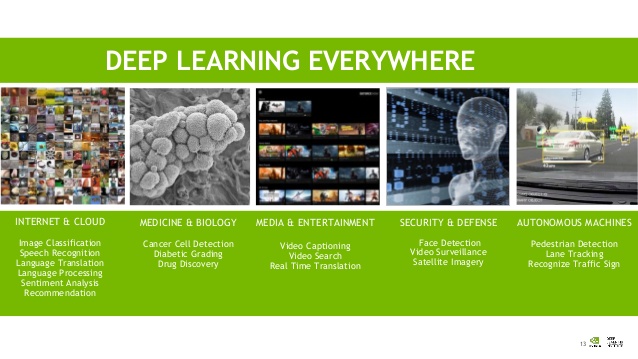 DEEP LEARNING EVERYWHERE
INTERNET & CLOUD
Image Classification
Speech Recognition
Language Translation
Language Processing
Sentiment Analysis
Recommendation
MEDICINE & BIOLOGY
Cancer Cell Detection
Diabetic Grading
Drug Discovery
MEDIA & ENTERTAINMENT
Video Captioning
Video Search
Real Time Translation
SECURITY & DEFENSE
Face Detection
Video Surveillance
Satellite Imagery
AUTONOMOUS MACHINES
Pedestrian Detection
Lane Tracking
Recognize Traffic Sign
13